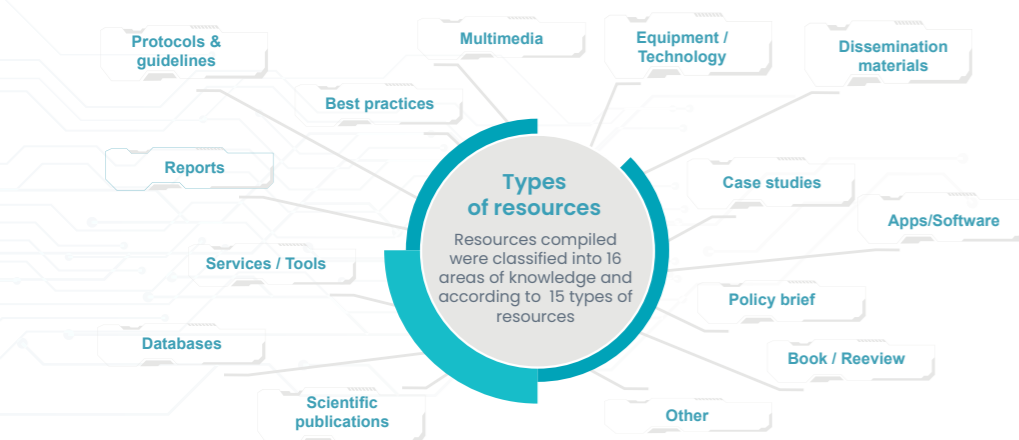 Protocols &
guidelines
Multimedia
Equipment /
Technology
Dissemination
materials
Best practices
Reports
Case studies
Apps/Software
Types
of resources
Resources compiled
were classified into 16
areas of knowledge and
according to 15 types of
resources
Services / Tools
Policy brief
Databases
Book / Reeview
Scientific
publications
Other